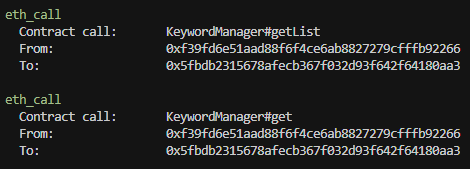 eth_call
Contract call: KeywordManager#getList
From: 0xf39fd6e51aad88f6f4ce6ab8827279cfffb92266
To: 0x5fbdb2315678afecb367f032d93f642f64180aa3
eth_call
Contract call: KeywordManager#get
From: 0xf39fd6e51aad88f6f4ce6ab8827279cfffb92266
To: 0x5fbdb2315678afecb367f032d93f642f64180aa3